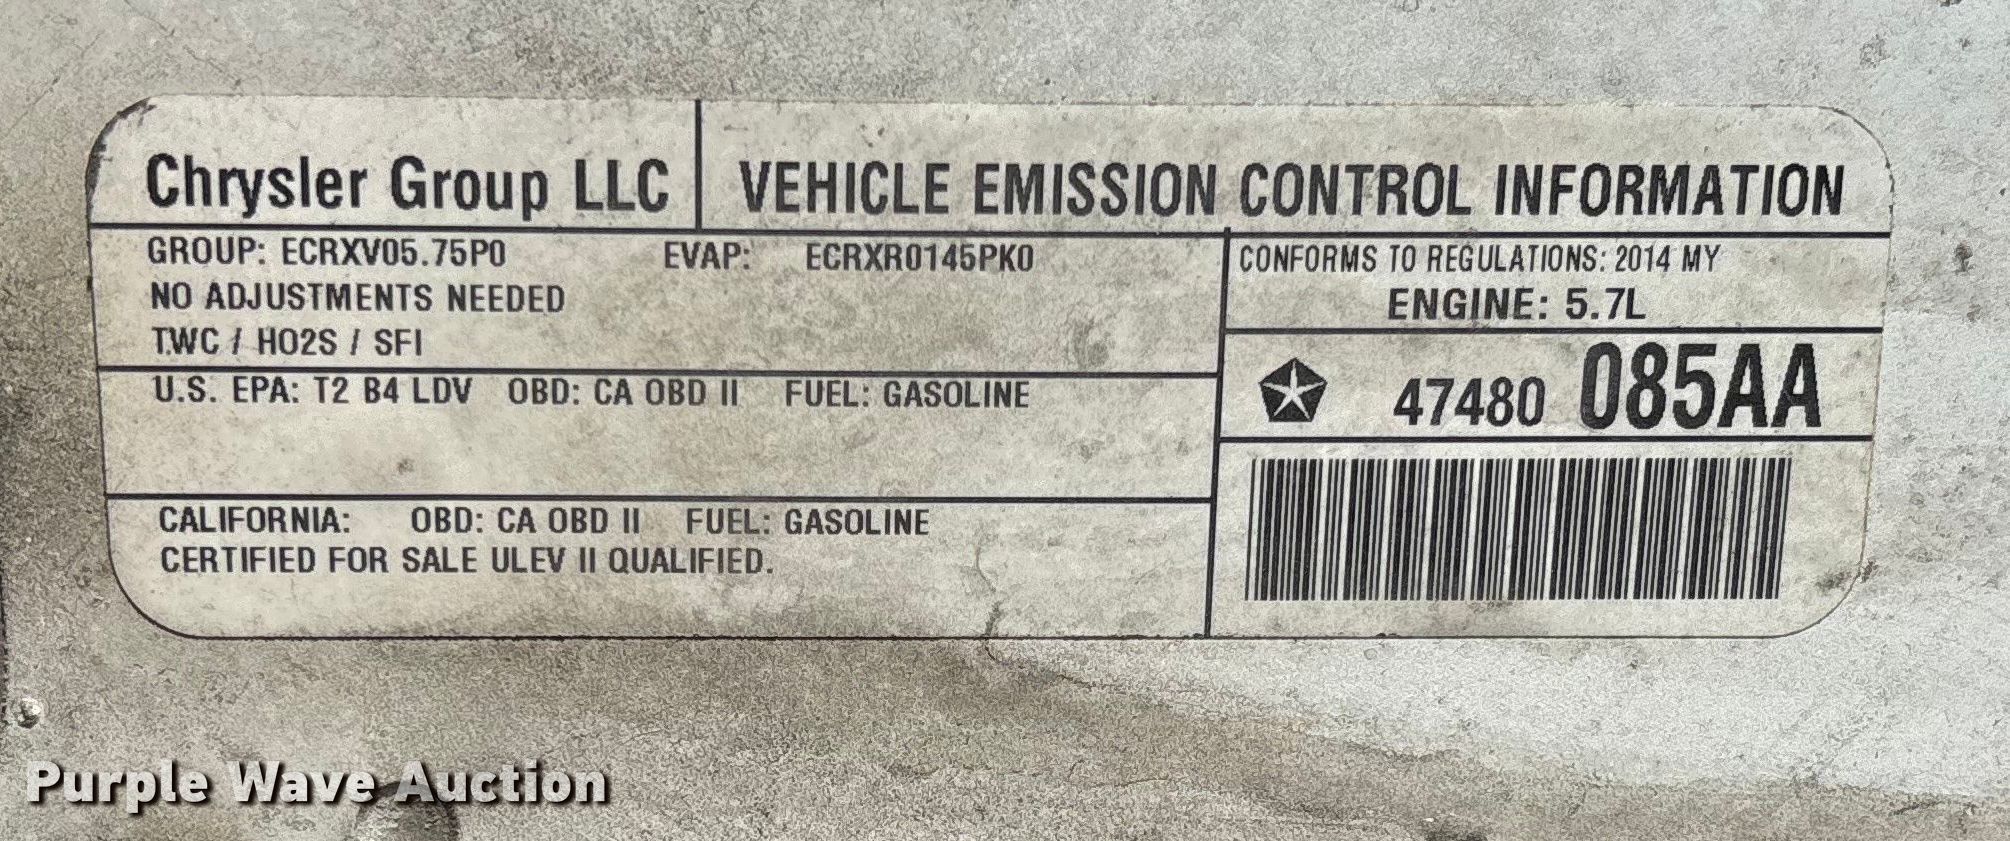 Chrysler Group LLC
VEHICLE EMISSION CONTROL INFORMATION
GROUP: ECRXV05.75P0 EVAP: ECRXR0145PK0
NO ADJUSTMENTS NEEDED
TWC / HO2S / SFI
CONFORMS TO REGULATIONS: 2014 MY
ENGINE: 5.7L
47480 085AA
U.S. EPA: T2 B4 LDV OBD: CA OBD II FUEL: GASOLINE
CALIFORNIA: OBD: CA OBD II FUEL: GASOLINE
CERTIFIED FOR SALE ULEV II QUALIFIED.
Purple Wave Auction